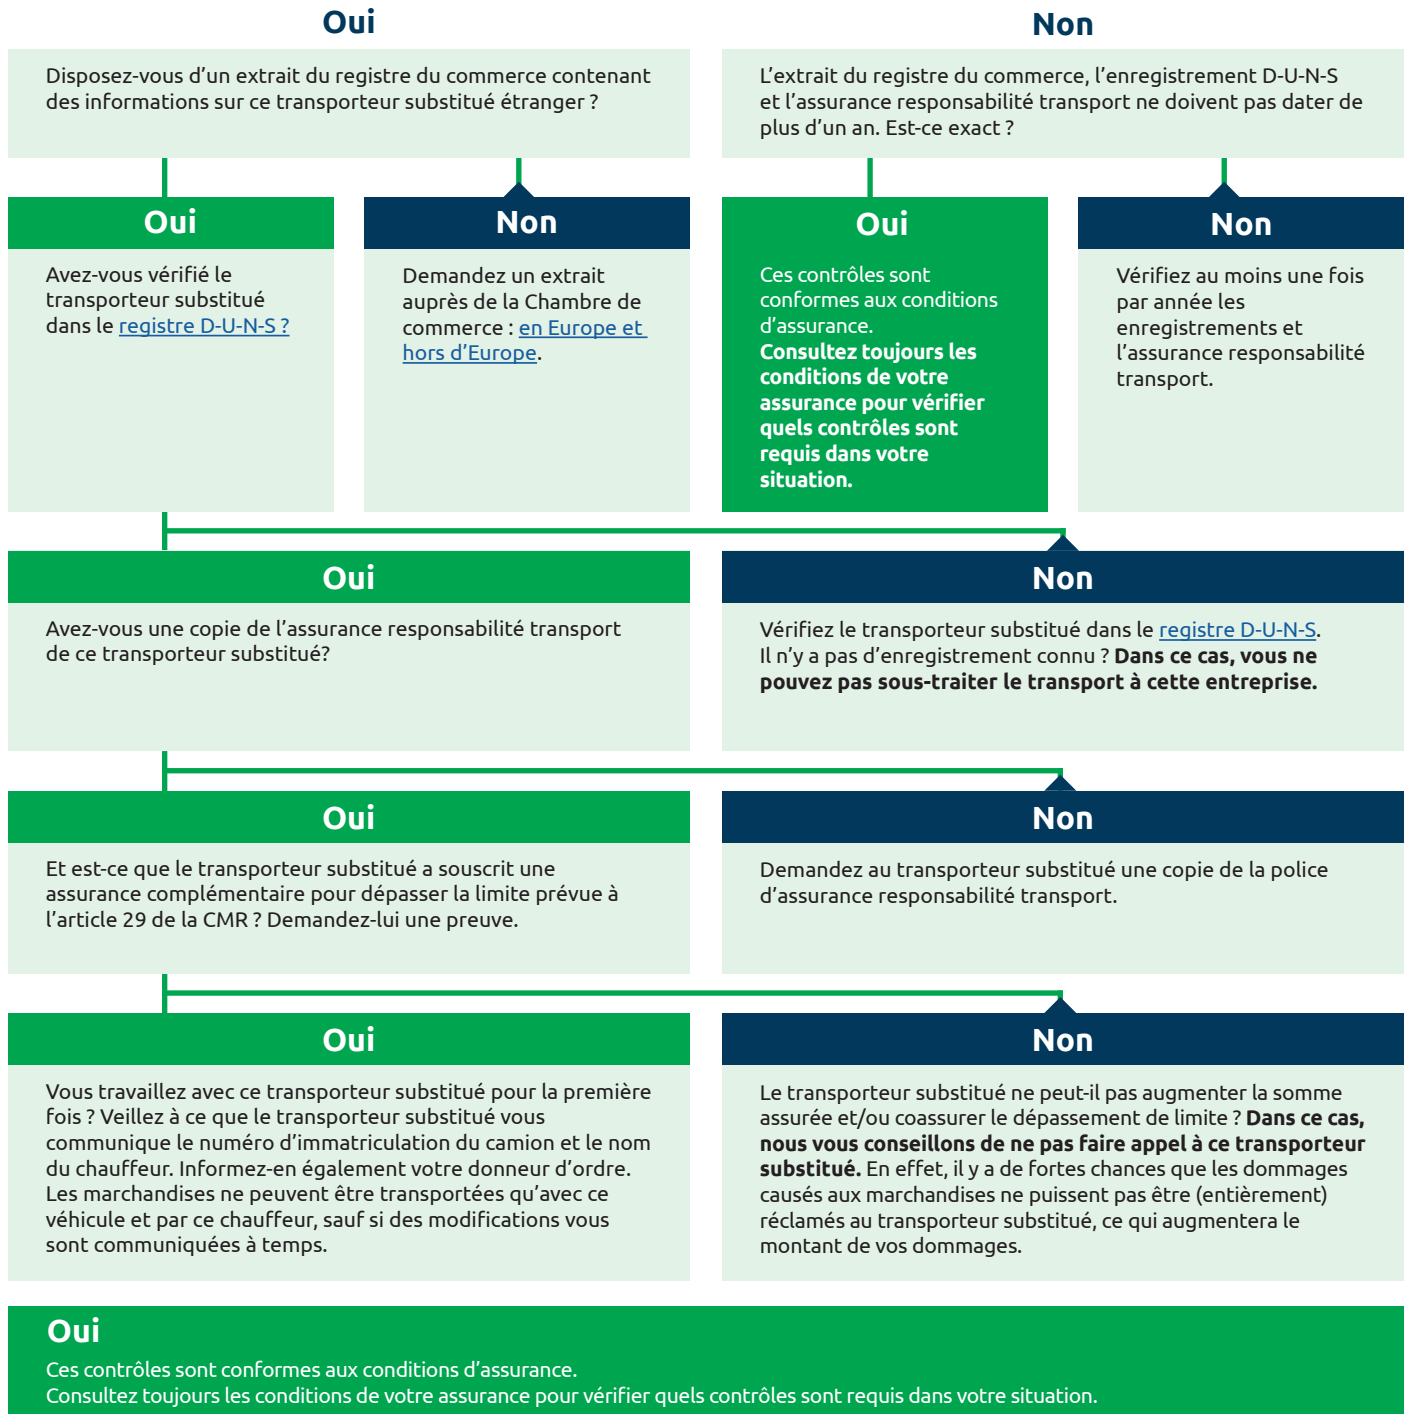 Oui
Non
Disposez-vous d’un extrait du registre du commerce contenant
des informations sur ce transporteur substitué étranger ?
L’extrait du registre du commerce, l’enregistrement D-U-N-S
et l’assurance responsabilité transport ne doivent pas dater de
plus d’un an. Est-ce exact ?
Oui
Avez-vous vérifié le
transporteur substitué
dans le registre D-U-N-S ?
Non
Demandez un extrait
auprès de la Chambre de
commerce : en Europe et
hors d’Europe.
Oui
Ces contrôles sont
conformes aux conditions
d’assurance.
Consultez toujours les
conditions de votre
assurance pour vérifier
quels contrôles sont
requis dans votre
situation.
Non
Vérifiez au moins une fois
par année les
enregistrements et
l’assurance responsabilité
transport.
Oui
Avez-vous une copie de l’assurance responsabilité transport
de ce transporteur substitué?
Non
Vérifiez le transporteur substitué dans le registre D-U-N-S.
Il n’y a pas d’enregistrement connu ? Dans ce cas, vous ne
pouvez pas sous-traiter le transport à cette entreprise.
Oui
Et est-ce que le transporteur substitué a souscrit une
assurance complémentaire pour dépasser la limite prévue à
l’article 29 de la CMR ? Demandez-lui une preuve.
Non
Demandez au transporteur substitué une copie de la police
d’assurance responsabilité transport.
Oui
Vous travaillez avec ce transporteur substitué pour la première
fois ? Veillez à ce que le transporteur substitué vous
communique le numéro d’immatriculation du camion et le nom
du chauffeur. Informez-en également votre donneur d’ordre.
Les marchandises ne peuvent être transportées qu’avec ce
véhicule et par ce chauffeur, sauf si des modifications vous
sont communiquées à temps.
Non
Le transporteur substitué ne peut-il pas augmenter la somme
assurée et/ou coassurer le dépassement de limite ? Dans ce cas,
nous vous conseillons de ne pas faire appel à ce transporteur
substitué. En effet, il y a de fortes chances que les dommages
causés aux marchandises ne puissent pas être (entièrement)
réclamés au transporteur substitué, ce qui augmentera le
montant de vos dommages.
Oui
Ces contrôles sont conformes aux conditions d’assurance.
Consultez toujours les conditions de votre assurance pour vérifier quels contrôles sont requis dans votre situation.